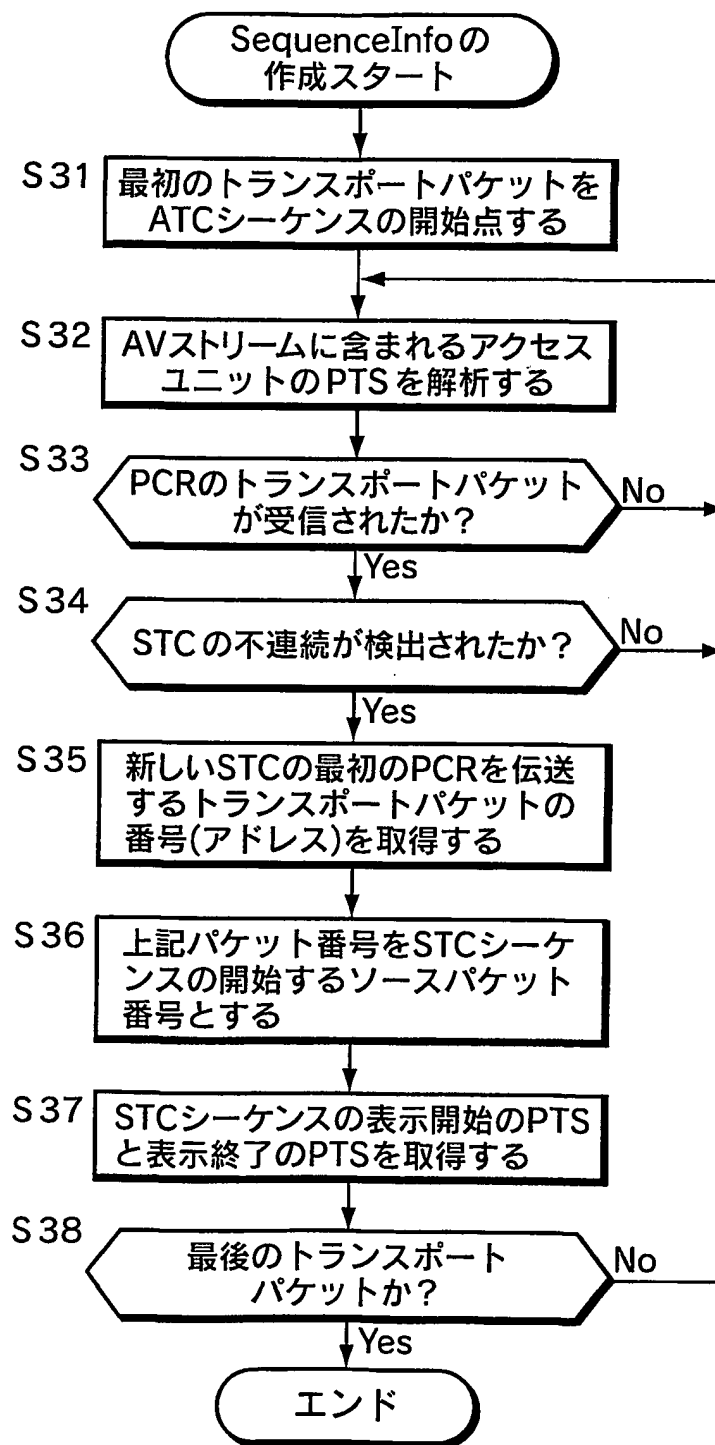 SequenceInfoの
作成スタート
S31
最初のトランスポートパケットを
ATCシーケンスの開始点する
S32
AVストリームに含まれるアクセス
ユニットのPTSを解析する
S33
PCRのトランスポートパケット
が受信されたか?
No
Yes
S34
STCの不連続が検出されたか?
No
Yes
S35
新しいSTCの最初のPCRを伝送
するトランスポートパケットの
番号(アドレス)を取得する
S36
上記パケット番号をSTCシーケ
ンスの開始するソースパケット
番号とする
S37
STCシーケンスの表示開始のPTS
と表示終了のPTSを取得する
S38
最後のトランスポート
パケットか?
No
Yes
エンド